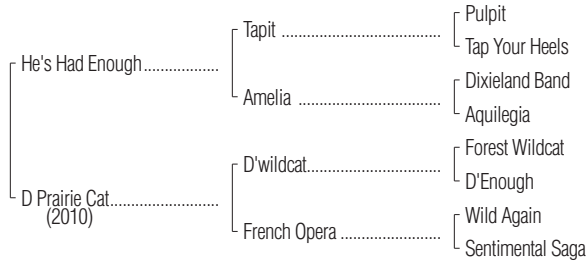 Pulpit
Tapit
Tap Your Heels
He's Had Enough
Dixieland Band
Amelia
Aquilegia
Forest Wildcat
D'wildcat
D'Enough
D Prairie Cat
(2010)
Wild Again
French Opera
Sentimental Saga